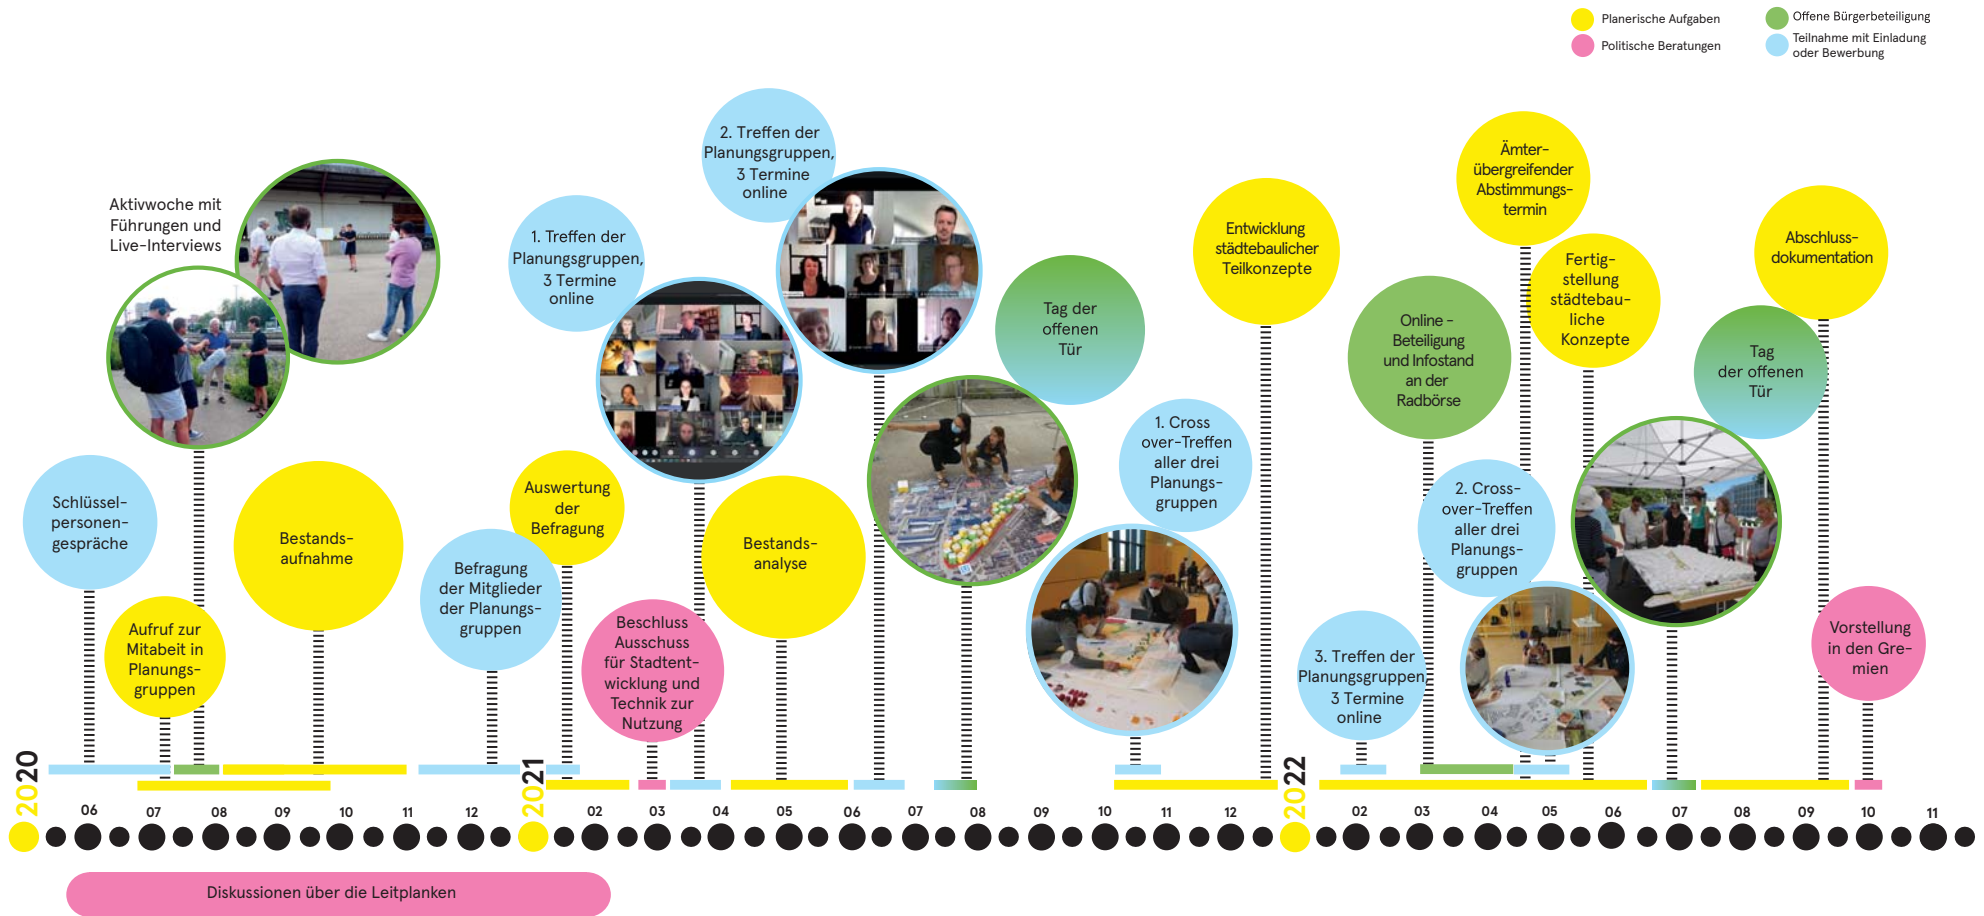 Planerische Aufgaben
Politische Beratungen
Offene Bürgerbeteiligung
Teilnahme mit Einladung
oder Bewerbung
Aktivwoche mit
Führungen und
Live-Interviews
Schlüssel-
personen-
gespräche
Aufruf zur
Mitabeit in
Planungs-
gruppen
Bestands-
aufnahme
Befragung
der Mitglieder
der Planungs-
gruppen
Auswertung
der
Befragung
1. Treffen der
Planungsgruppen,
3 Termine
online
Beschluss
Ausschuss
für Stadtent-
wicklung und
Technik zur
Nutzung
2. Treffen der
Planungsgruppen,
3 Termine
online
Bestands-
analyse
Tag der
offenen
Tür
1. Cross
over-Treffen
aller drei
Planungs-
gruppen
Entwicklung
städtebaulicher
Teilkonzepte
3. Treffen der
Planungsgruppen
3 Termine
online
Online -
Beteiligung
und Infostand
an der
Radbörse
2. Cross-
over-Treffen
aller drei
Planungs-
gruppen
Ämter-
übergreifender
Abstimmungs-
termin
Fertig-
stellung
städtebau-
liche
Konzepte
Tag
der offenen
Tür
Abschluss-
dokumentation
Vorstellung
in den Gre-
mien
2020
06
07
08
09
10
11
12
2021
02
03
04
05
06
07
08
09
10
11
12
2022
02
03
04
05
06
07
08
09
10
11
Diskussionen über die Leitplanken